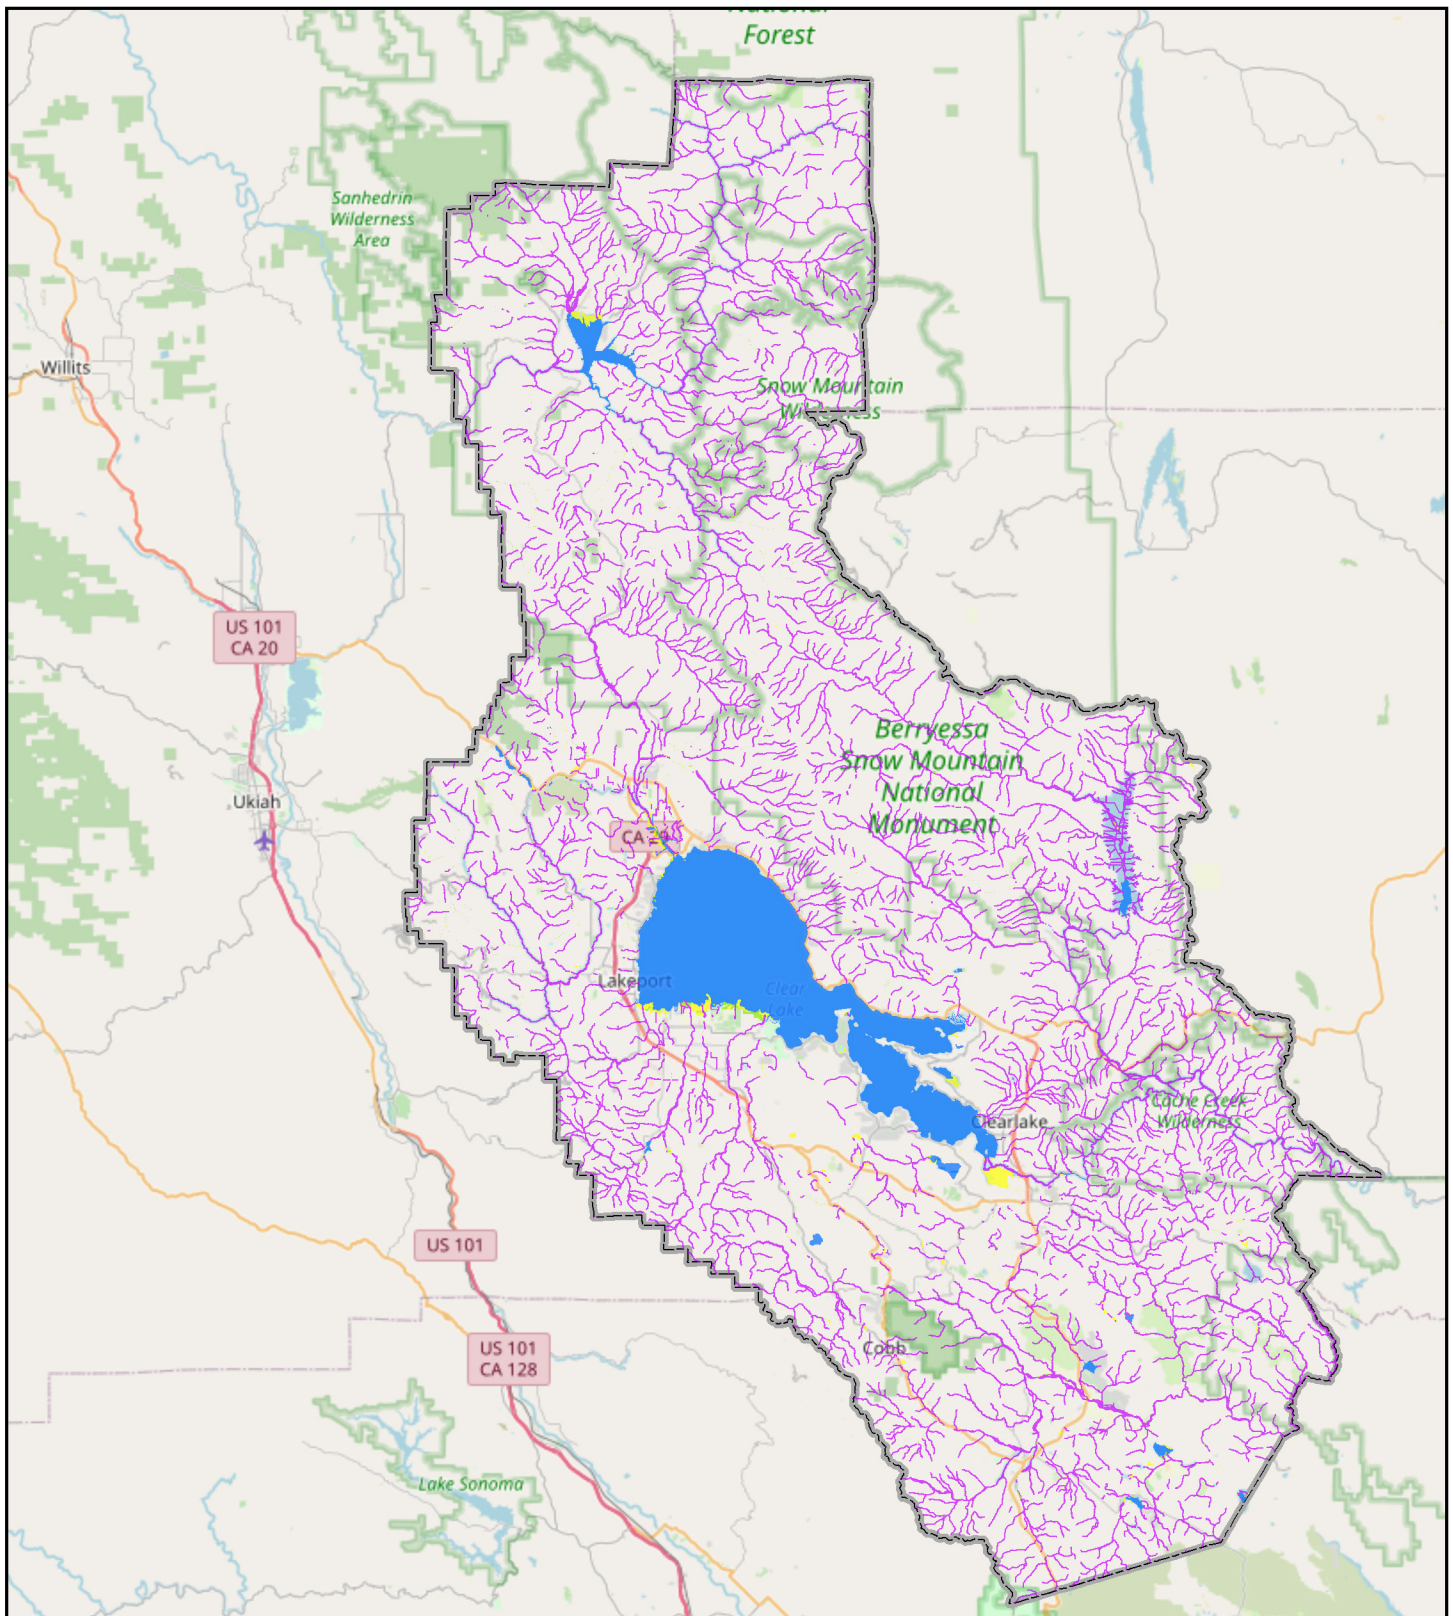 National
Forest
Sanhedrin
Wilderness
Area
Willits
Snow Mountain
Wilderness
US 101
CA 20
Berryessa
Snow Mountain
National
Monument
Ukiah
CA 29
Lakeport
Clear
Lake
Cache Creek
Wilderness
Clearlake
US 101
US 101
CA 128
Cobb
Lake Sonoma